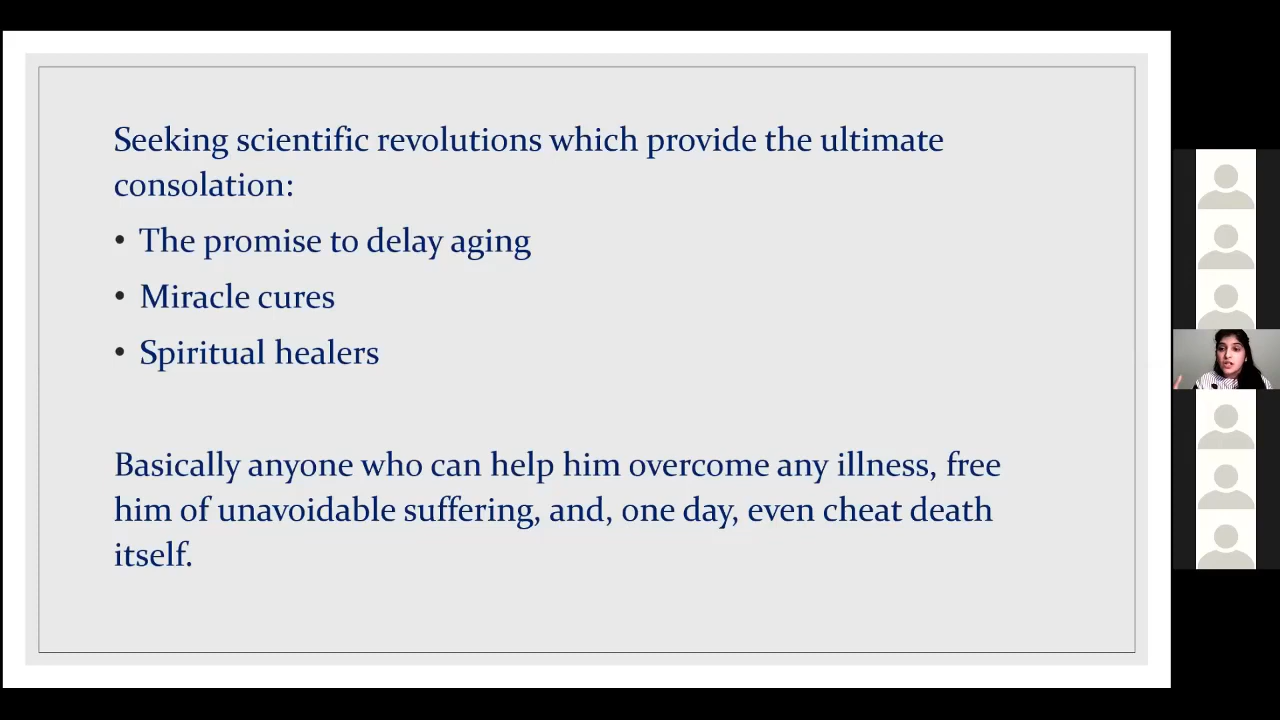 Seeking scientific revolutions which provide the ultimate
consolation:
• The promise to delay aging
• Miracle cures
• Spiritual healers
Basically anyone who can help him overcome any illness, free
him of unavoidable suffering, and, one day, even cheat death
itself.